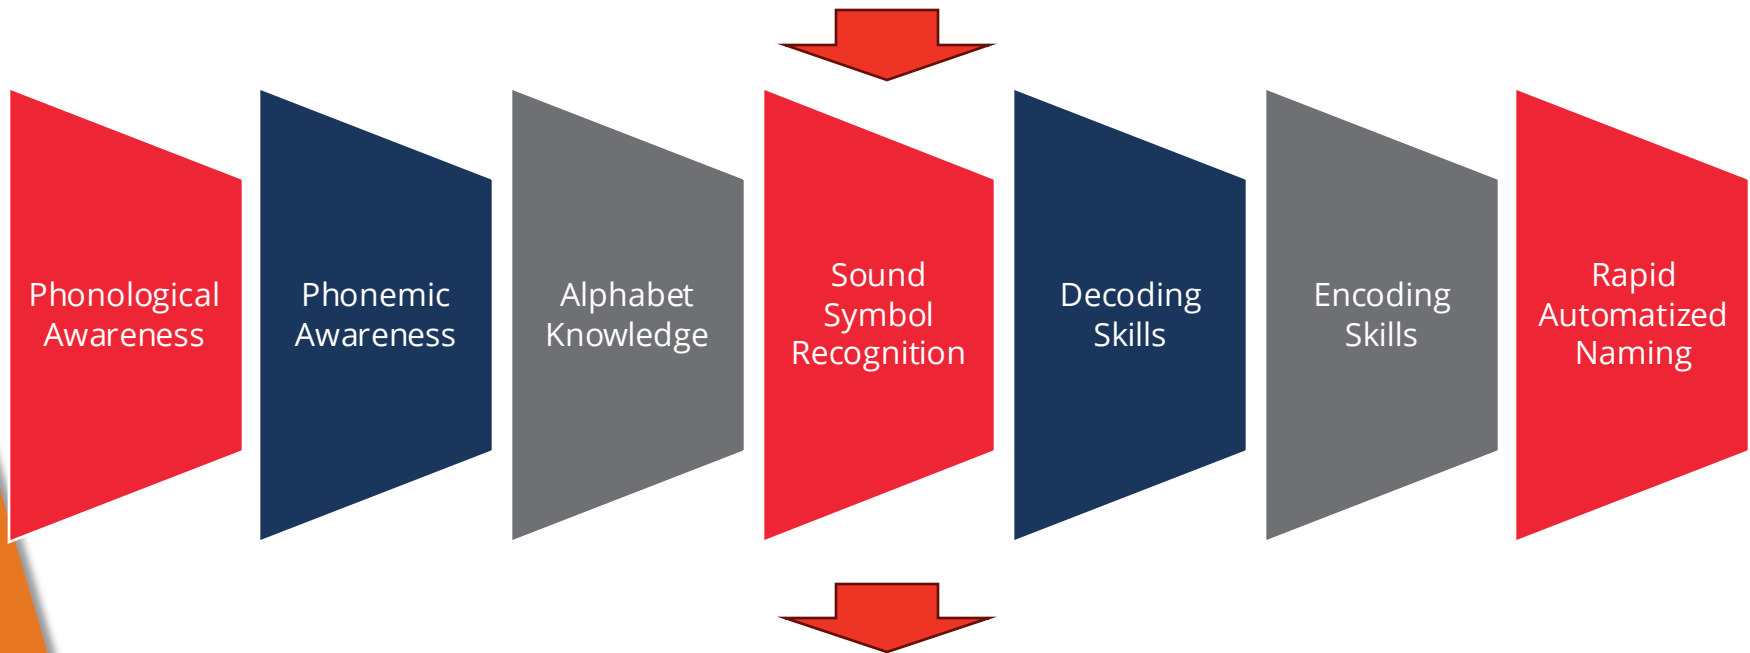 Phonological
Awareness
Phonemic
Awareness
Alphabet
Knowledge
Sound
Symbol
Recognition
Decoding
Skills
Encoding
Skills
Rapid
Automatized
Naming